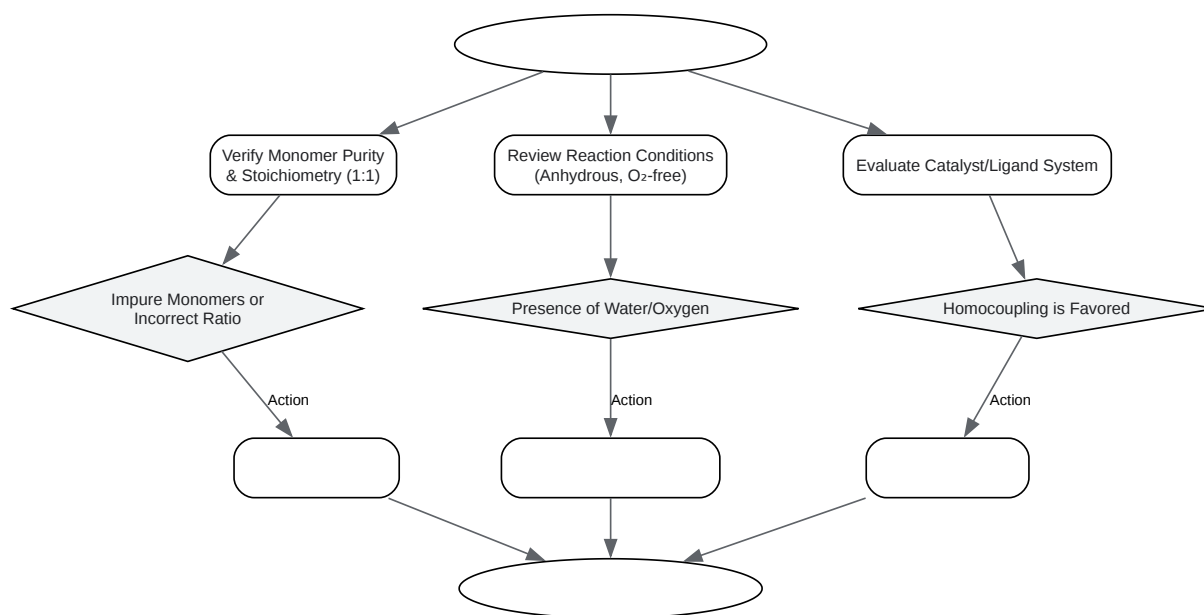 Verify Monomer Purity
& Stoichiometry (1:1)
Review Reaction Conditions
(Anhydrous, O₂-free)
Evaluate Catalyst/Ligand System
Impure Monomers or
Incorrect Ratio
Presence of Water/Oxygen
Homocoupling is Favored
Action
Action
Action